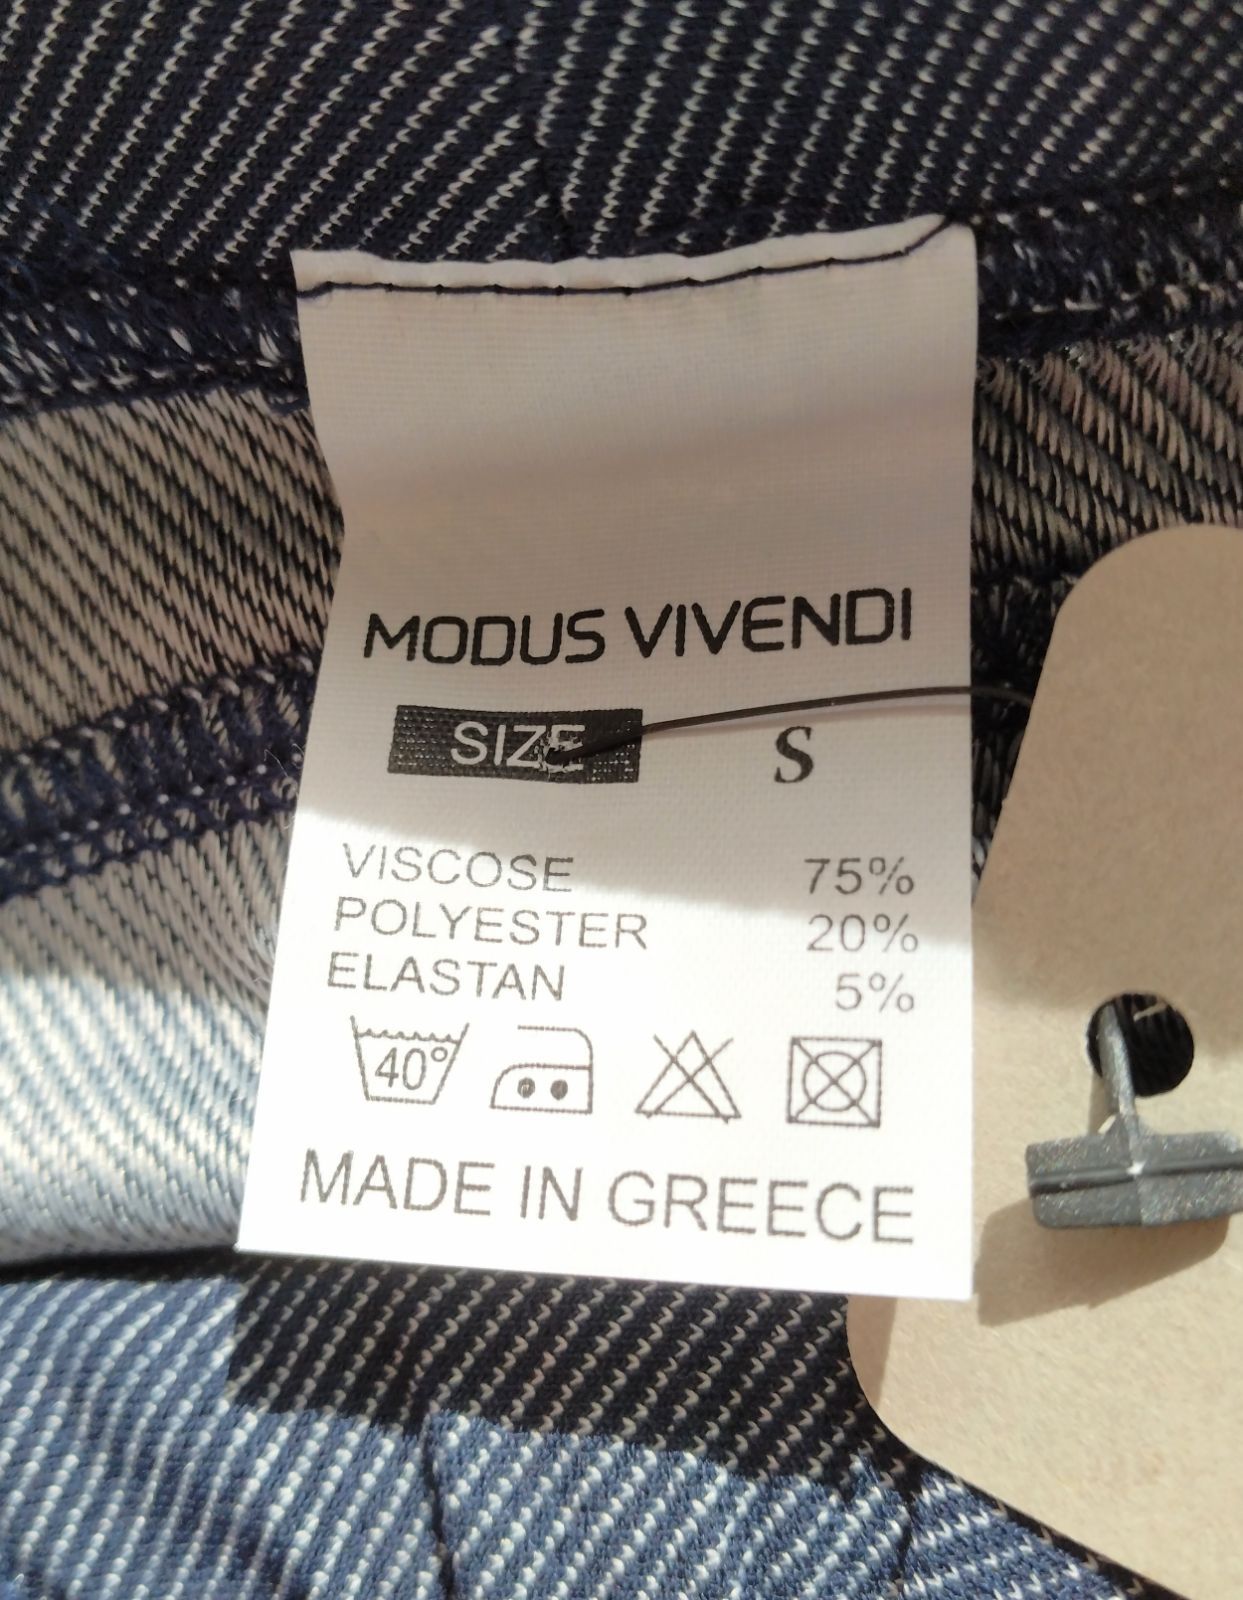 MODUS VIVENDI
SIZE S
VISCOSE 75%
POLYESTER 20%
ELASTAN 5%
40°
MADE IN GREECE